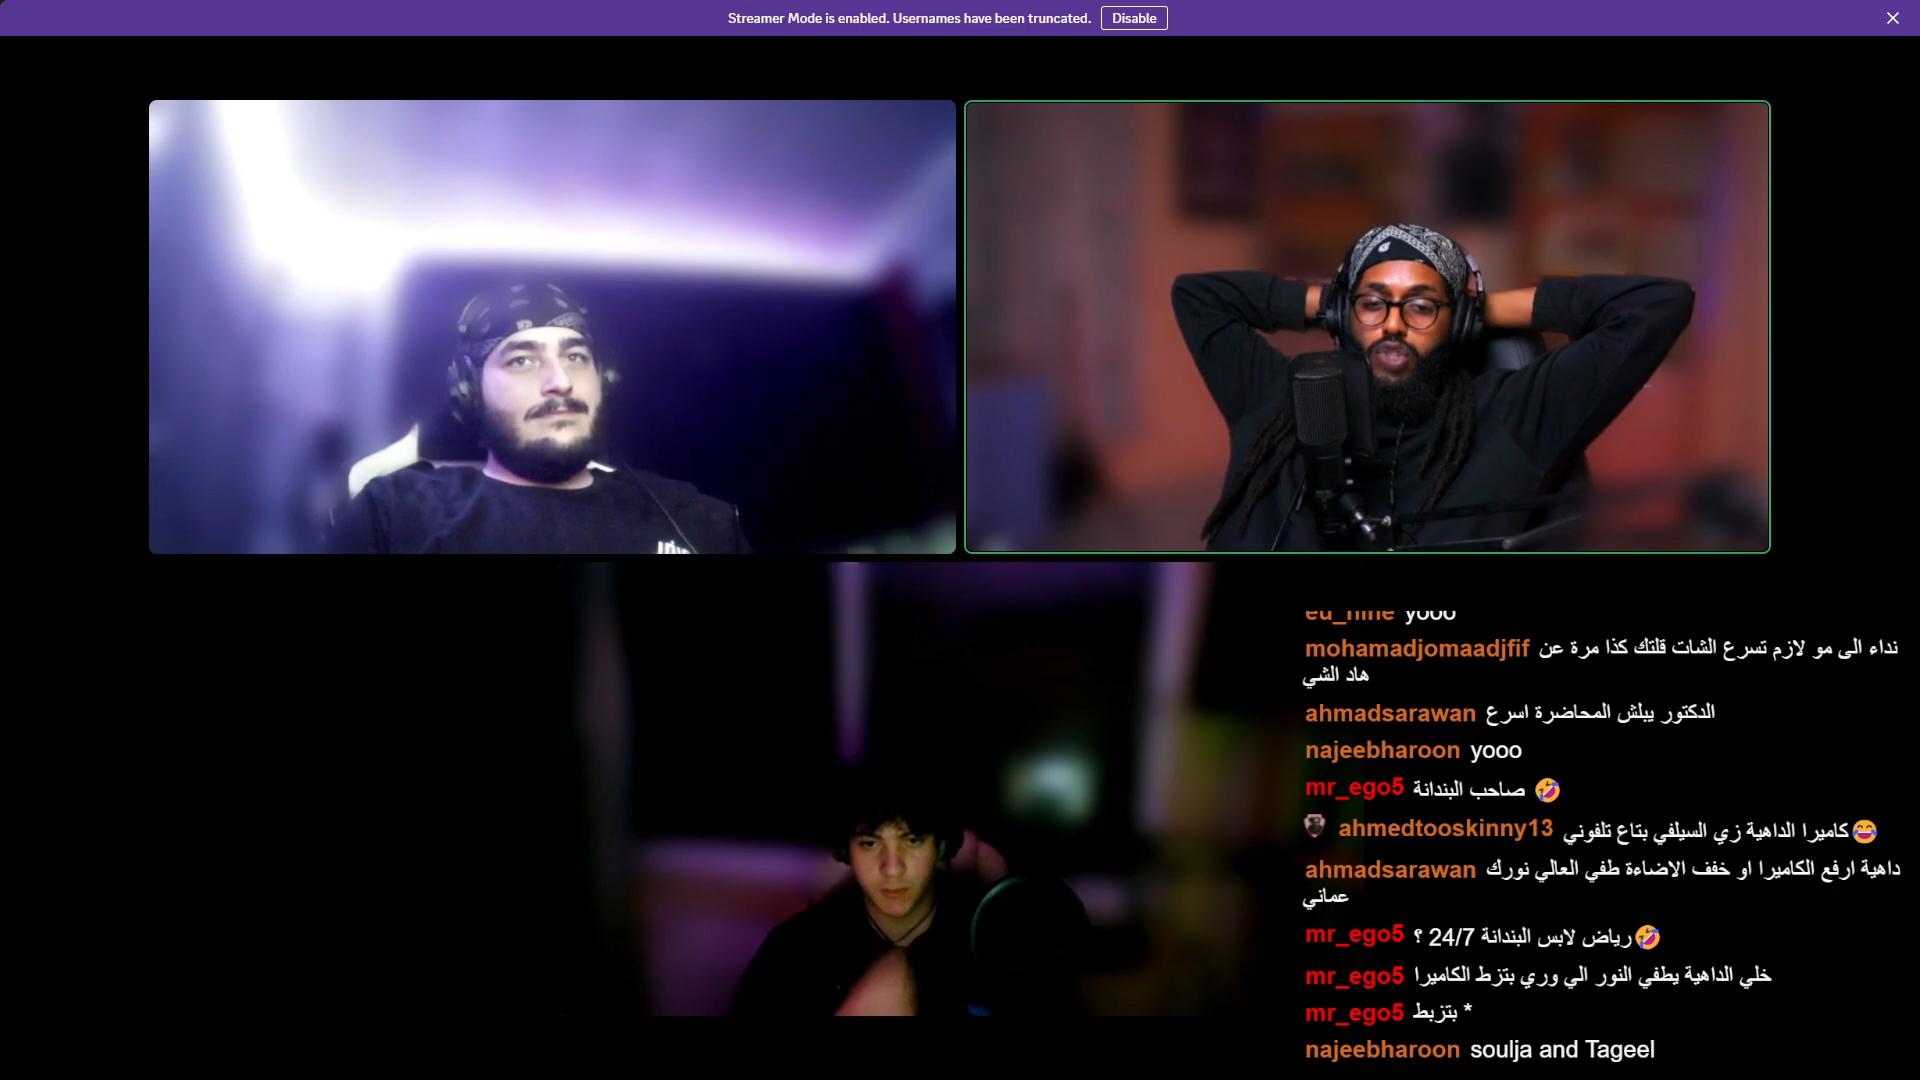 Streamer Mode is enabled. Usernames have been truncated. Disable
eu_nine yooo
mohamadjomaadjfif نداء الى مو لازم تسرع الشات قلتك كذا مرة عن
هاد الشي
ahmadsarawan الدكتور يبلش المحاضرة اسرع
najeebharoon yooo
mr_ego5 صاحب البندانة 🤣
ahmedtooskinny13 كاميرا الداهية زي السيلفي بتاع تلفوني😂
ahmadsarawan داهية ارفع الكاميرا او خفف الاضاءة طفي العالي نورك
عماني
mr_ego5 رياض لابس البندانة 24/7 ؟🤣
mr_ego5 خلي الداهية يطفي النور الي وري بتزط الكاميرا
mr_ego5 بتزبط *
najeebharoon soulja and Tageel